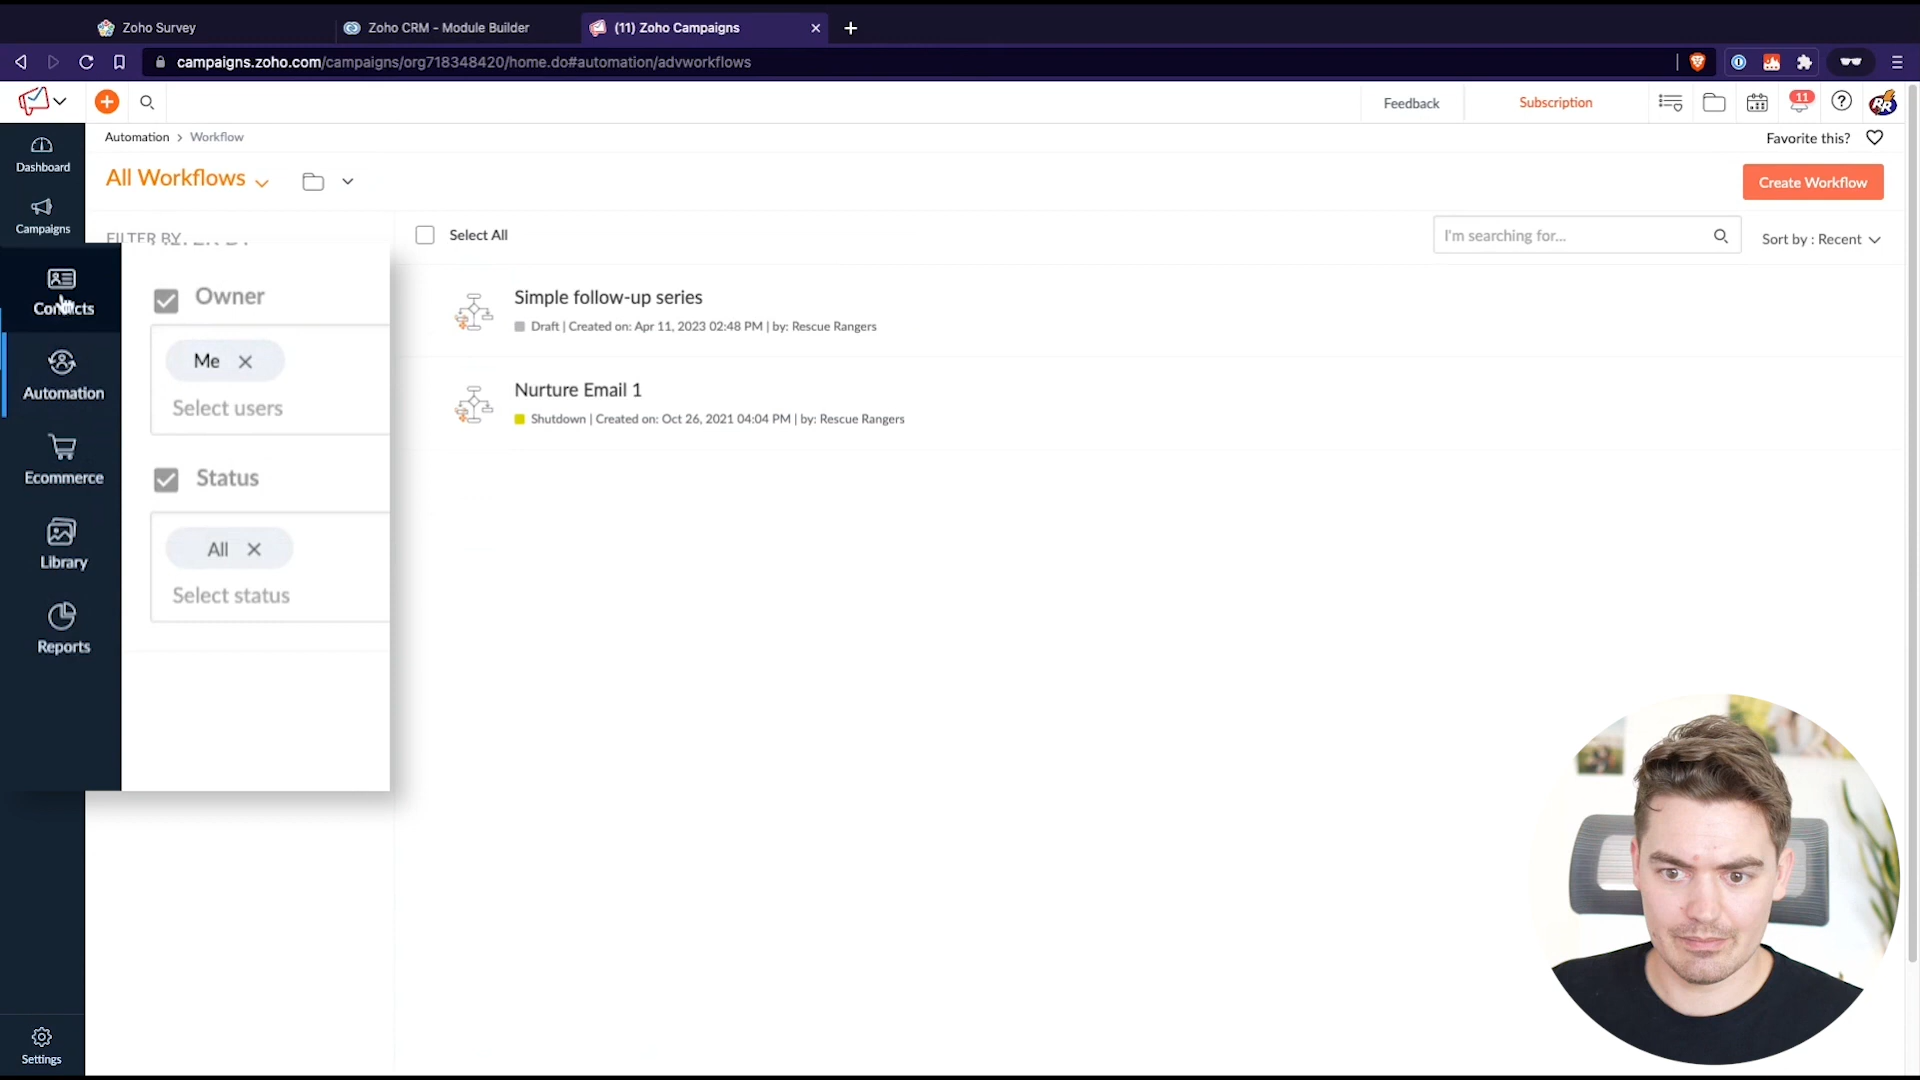 Zoho Survey
Zoho CRM - Module Builder
(11) Zoho Campaigns
campaigns.zoho.com/campaigns/org718348420/home.do#automation/advworkflows
Feedback
Subscription
11
RR
Automation > Workflow
Favorite this?
Dashboard
All Workflows
Create Workflow
Campaigns
FILTER BY
Select All
I'm searching for...
Sort by : Recent
Contacts
Owner
Me
Select users
Automation
Status
All
Select status
Ecommerce
Library
Reports
Simple follow-up series
Draft | Created on: Apr 11, 2023 02:48 PM | by: Rescue Rangers
Nurture Email 1
Shutdown | Created on: Oct 26, 2021 04:04 PM | by: Rescue Rangers
Settings